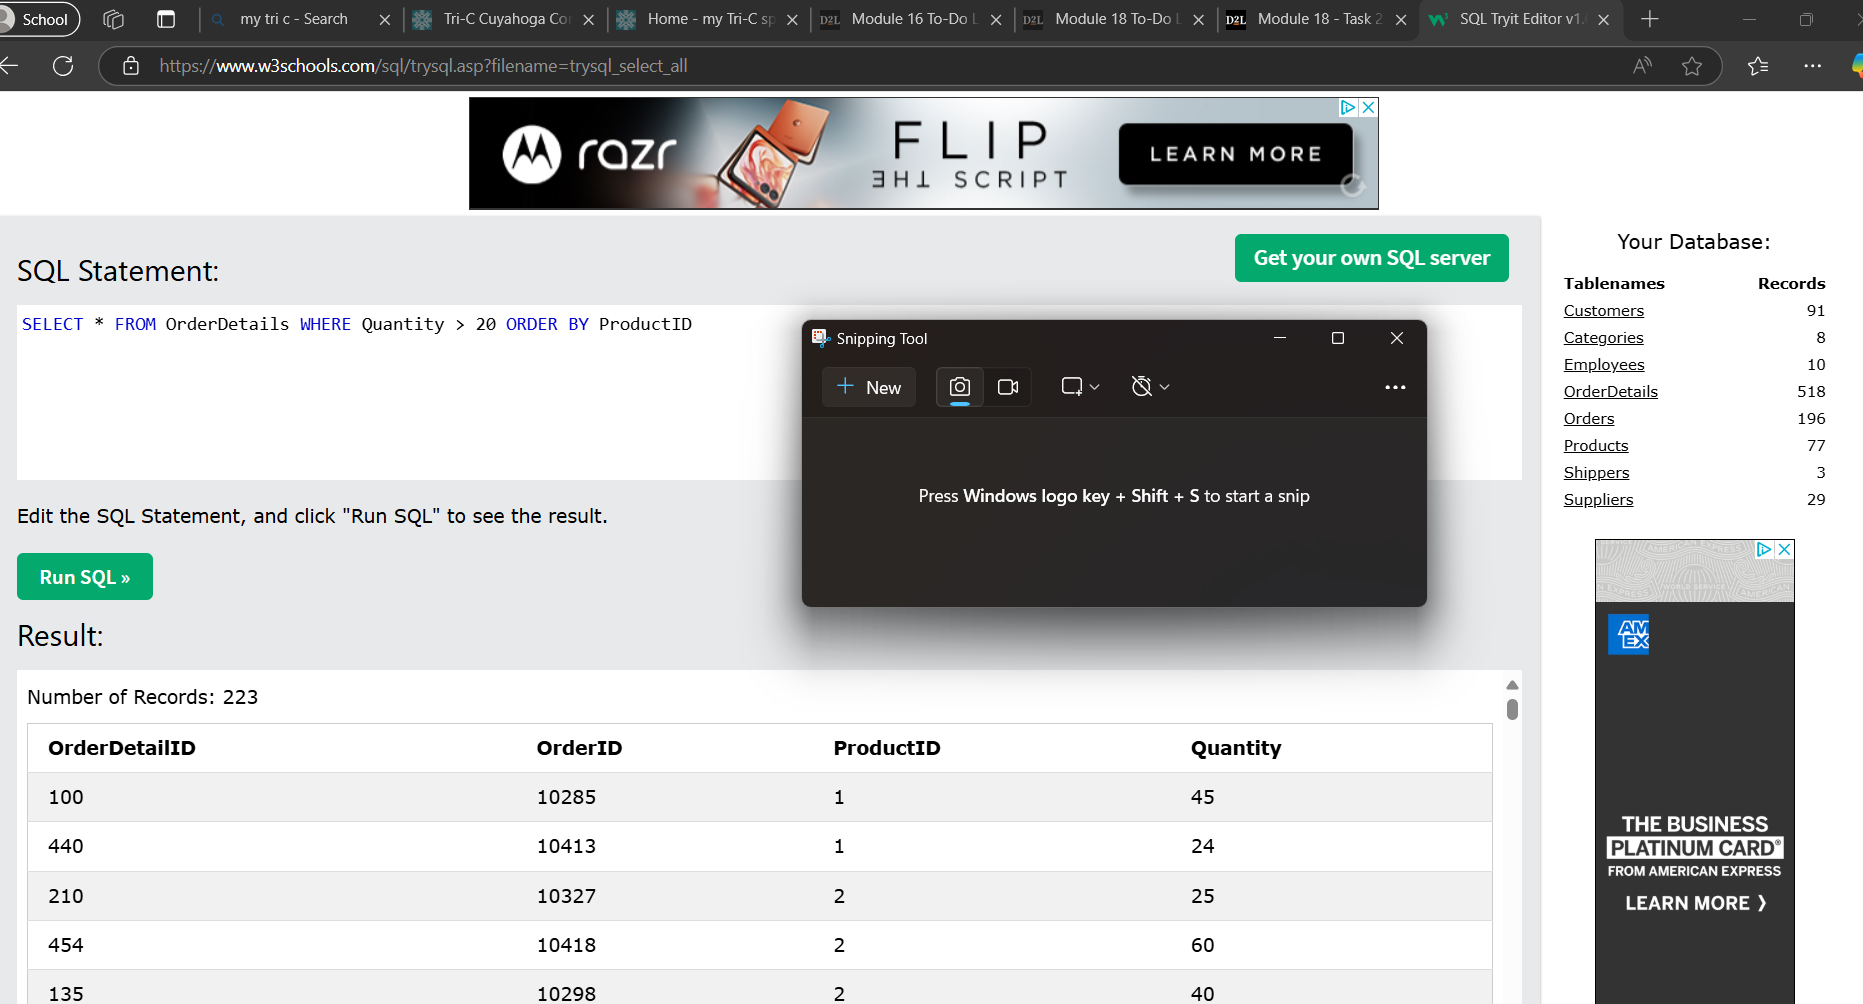 School
my tri c - Search
Tri-C Cuyahoga Co
Home - my Tri-C sp
D2L Module 16 To-Do L
D2L Module 18 To-Do L
D2L Module 18 - Task 2
SQL Tryit Editor v1.
https://www.w3schools.com/sql/trysql.asp?filename=trysql_select_all
razr
FLIP
THE SCRIPT
LEARN MORE
SQL Statement:
Get your own SQL server
SELECT * FROM OrderDetails WHERE Quantity > 20 ORDER BY ProductID
Snipping Tool
New
Press Windows logo key + Shift + S to start a snip
Edit the SQL Statement, and click "Run SQL" to see the result.
Run SQL »
Result:
Number of Records: 223
OrderDetailID OrderID ProductID Quantity
100 10285 1 45
440 10413 1 24
210 10327 2 25
454 10418 2 60
135 10298 2 40
Your Database:
Tablenames Records
Customers 91
Categories 8
Employees 10
OrderDetails 518
Orders 196
Products 77
Shippers 3
Suppliers 29
AM
EX
THE BUSINESS
PLATINUM CARD®
FROM AMERICAN EXPRESS
LEARN MORE ❯